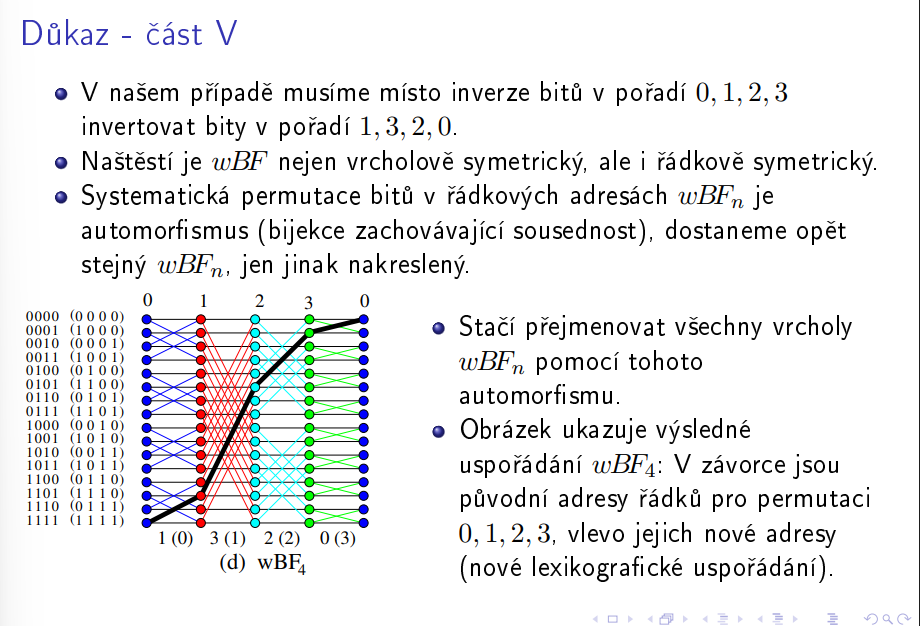 Důkaz - část V
V našem případě musíme místo inverze bitů v pořadí 0, 1, 2, 3
invertovat bity v pořadí 1, 3, 2, 0.
Naštěstí je wBF nejen vrcholově symetrický, ale i řádkově symetrický.
Systematická permutace bitů v řádkových adresách wBFₙ je
automorfismus (bijekce zachovávající sousednost), dostaneme opět
stejný wBFₙ, jen jinak nakreslený.
0 1 2 3 0
0000 (0 0 0 0)
0001 (1 0 0 0)
0010 (0 0 0 1)
0011 (1 0 0 1)
0100 (0 1 0 0)
0101 (1 1 0 0)
0110 (0 1 0 1)
0111 (1 1 0 1)
1000 (0 0 1 0)
1001 (1 0 1 0)
1010 (0 0 1 1)
1011 (1 0 1 1)
1100 (0 1 1 0)
1101 (1 1 1 0)
1110 (0 1 1 1)
1111 (1 1 1 1)
1 (0) 3 (1) 2 (2) 0 (3)
(d) wBF₄
Stačí přejmenovat všechny vrcholy
wBFₙ pomocí tohoto
automorfismu.
Obrázek ukazuje výsledné
uspořádání wBF₄: V závorce jsou
původní adresy řádků pro permutaci
0, 1, 2, 3, vlevo jejich nové adresy
(nové lexikografické uspořádání).